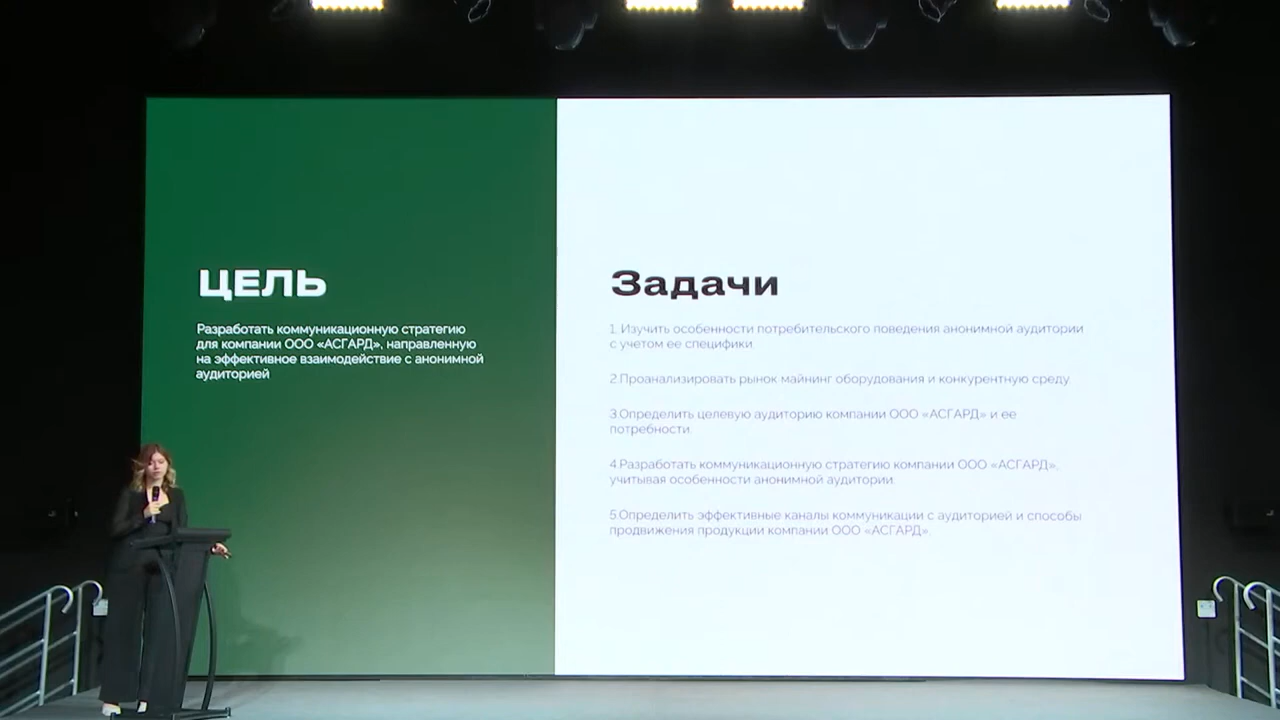 ЦЕЛЬ
Разработать коммуникационную стратегию
для компании ООО «АСГАРД», направленную
на эффективное взаимодействие с анонимной
аудиторией
Задачи
1. Изучить особенности потребительского поведения анонимной аудитории
с учетом ее специфики.
2.Проанализировать рынок майнинг оборудования и конкурентную среду.
3.Определить целевую аудиторию компании ООО «АСГАРД» и ее
потребности.
4.Разработать коммуникационную стратегию компании ООО «АСГАРД»,
учитывая особенности анонимной аудитории.
5.Определить эффективные каналы коммуникации с аудиторией и способы
продвижения продукции компании ООО «АСГАРД».